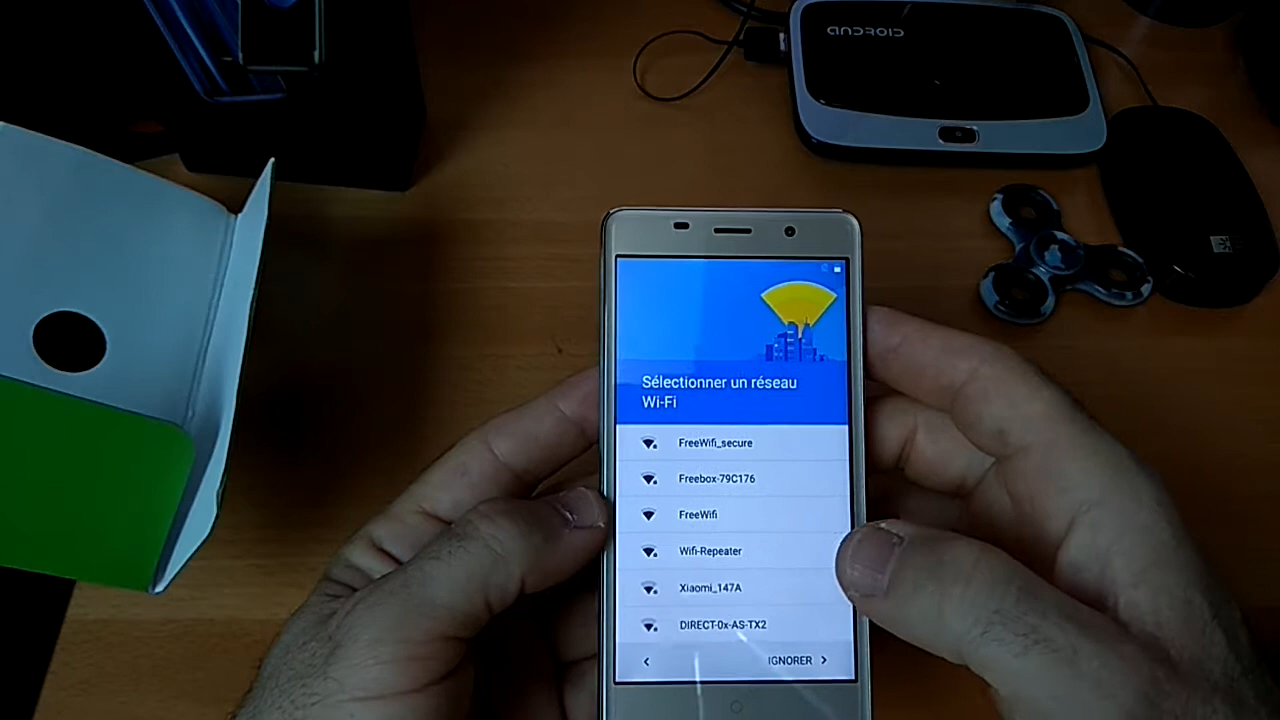 ANDROID
Sélectionner un réseau
Wi-Fi
FreeWifi_secure
Freebox-79C176
FreeWifi
Wifi-Repeater
Xiaomi_147A
DIRECT-0x-AS-TX2
IGNORER